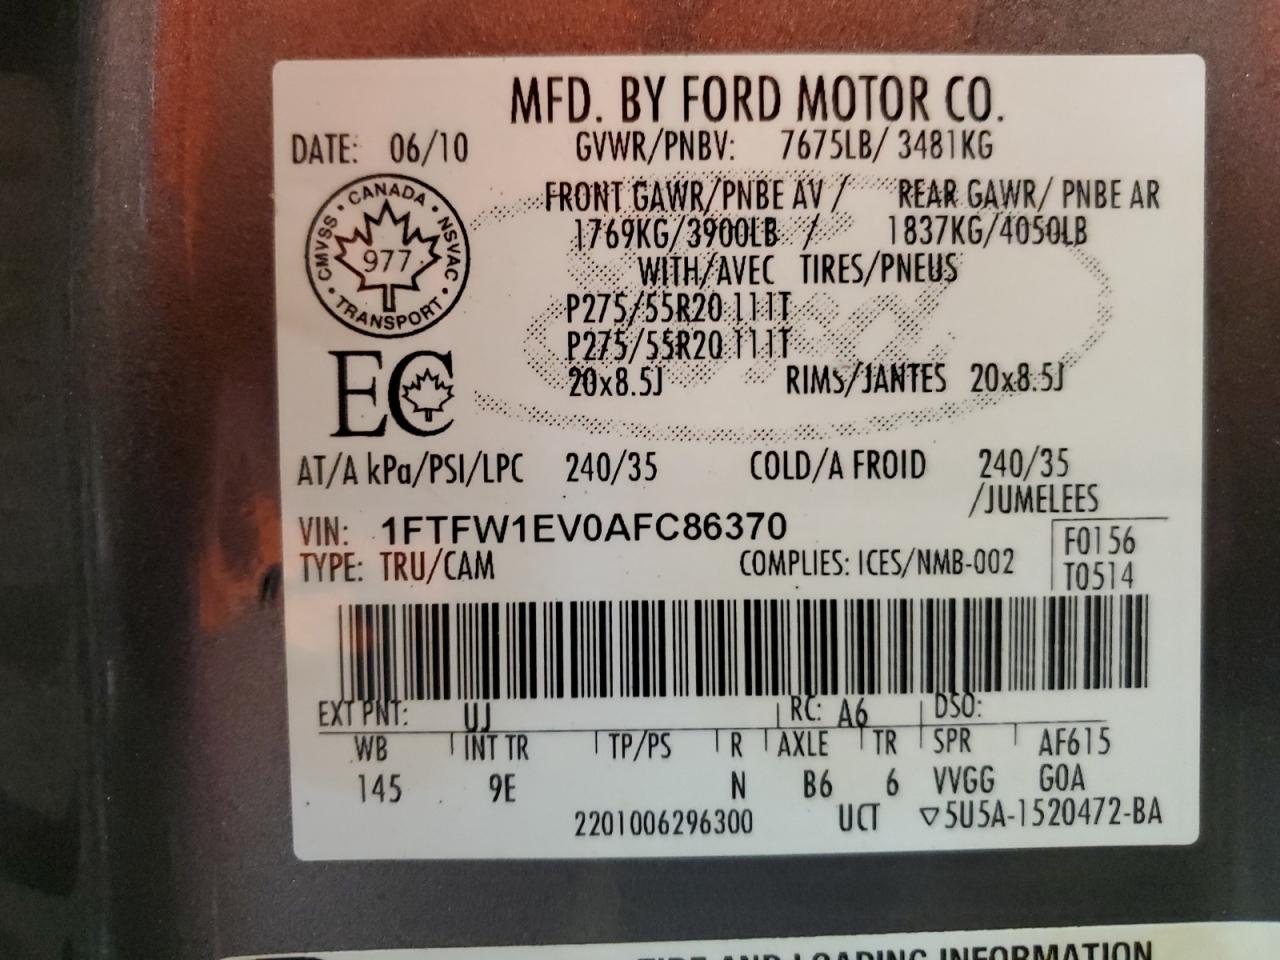 MFD. BY FORD MOTOR CO.
DATE: 06/10 GVWR/PNBV: 7675LB/ 3481KG
FRONT GAWR/PNBE AV / REAR GAWR/ PNBE AR
1769KG/3900LB / 1837KG/4050LB
WITH/AVEC TIRES/PNEUS
P275/55R20 111T
P275/55R20 111T
20x8.5J RIMS/JANTES 20x8.5J
CANADA • NSVAC • TRANSPORT • CMVSS •
977
EC
AT/A kPa/PSI/LPC 240/35 COLD/A FROID 240/35
/JUMELEES
VIN: 1FTFW1EV0AFC86370 F0156
TYPE: TRU/CAM COMPLIES: ICES/NMB-002 T0514
EXT PNT: UJ RC: A6 DSO:
WB INT TR TP/PS R AXLE TR SPR AF615
145 9E N B6 6 VVGG G0A
2201006296300 UCT ▽5U5A-1520472-BA
TIRE AND LOADING INFORMATION